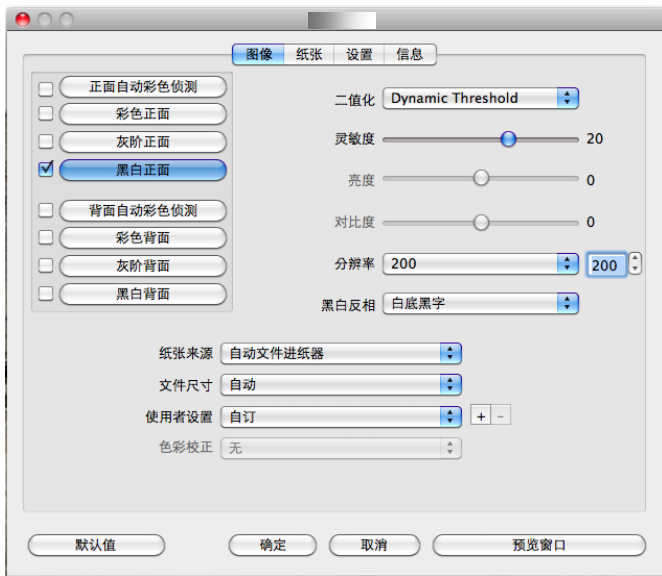 图像 纸张 设置 信息
正面自动彩色侦测
彩色正面
灰阶正面
黑白正面
背面自动彩色侦测
彩色背面
灰阶背面
黑白背面
二值化 Dynamic Threshold
灵敏度 20
亮度 0
对比度 0
分辨率 200 200
黑白反相 白底黑字
纸张来源 自动文件进纸器
文件尺寸 自动
使用者设置 自订 + -
色彩校正 无
默认值 确定 取消 预览窗口